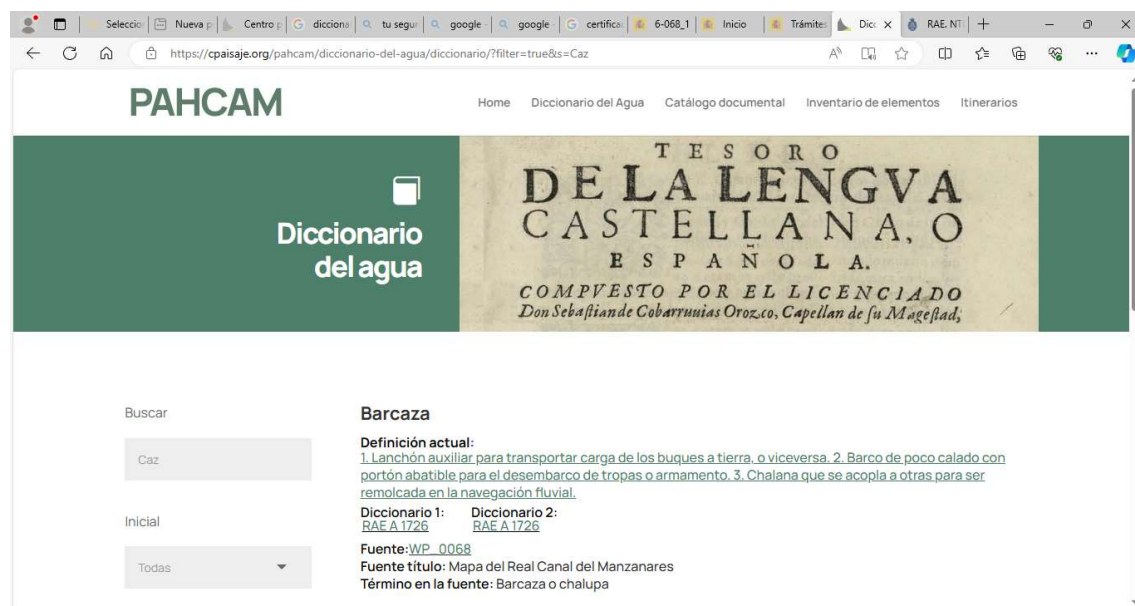 Seleccio
Nueva p
Centro p
dicciona
tu segur
google -
google -
certifica
6-068_1
Inicio
Trámites
Dicc
RAE. NT
https://cpaisaje.org/pahcam/diccionario-del-agua/diccionario/?filter=true&s=Caz
PAHCAM
Home Diccionario del Agua Catálogo documental Inventario de elementos Itinerarios
TESORO
DE LA LENGVA
CASTELLANA, O
ESPAÑOLA.
COMPVESTO POR EL LICENCIADO
Don Sebaſtian de Cobarruuias Orozco, Capellan de ſu Mageſtad,
Diccionario
del agua
Buscar
Caz
Inicial
Todas
Barcaza
Definición actual:
1. Lanchón auxiliar para transportar carga de los buques a tierra, o viceversa. 2. Barco de poco calado con
portón abatible para el desembarco de tropas o armamento. 3. Chalana que se acopla a otras para ser
remolcada en la navegación fluvial.
Diccionario 1: Diccionario 2:
RAE A 1726 RAE A 1726
Fuente:WP_0068
Fuente título: Mapa del Real Canal del Manzanares
Término en la fuente: Barcaza o chalupa